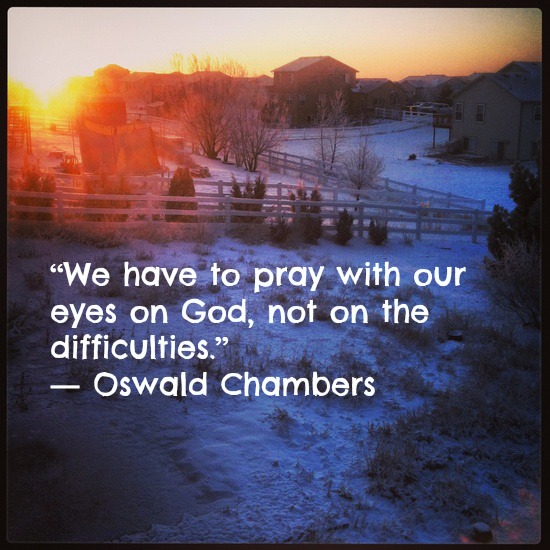 “We have to pray with our
eyes on God, not on the
difficulties.”
— Oswald Chambers